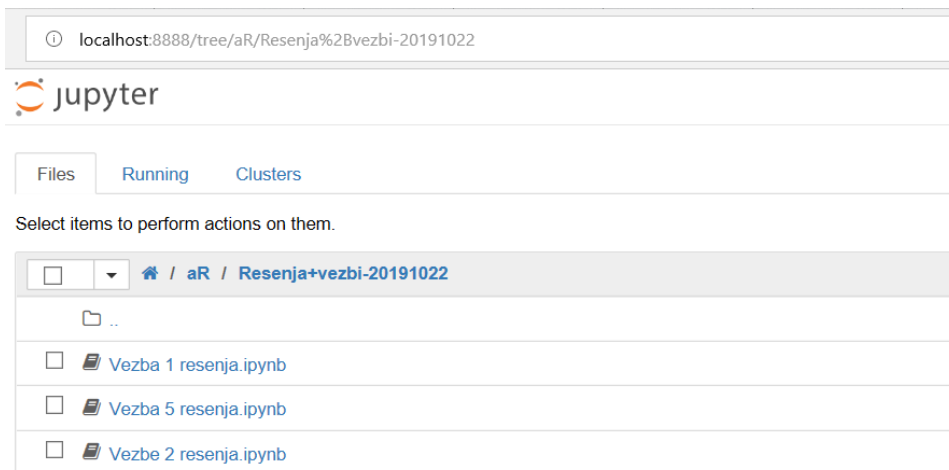 localhost:8888/tree/aR/Resenja%2Bvezbi-20191022
jupyter
Files Running Clusters
Select items to perform actions on them.
/ aR / Resenja+vezbi-20191022
..
Vezba 1 resenja.ipynb
Vezba 5 resenja.ipynb
Vezbe 2 resenja.ipynb